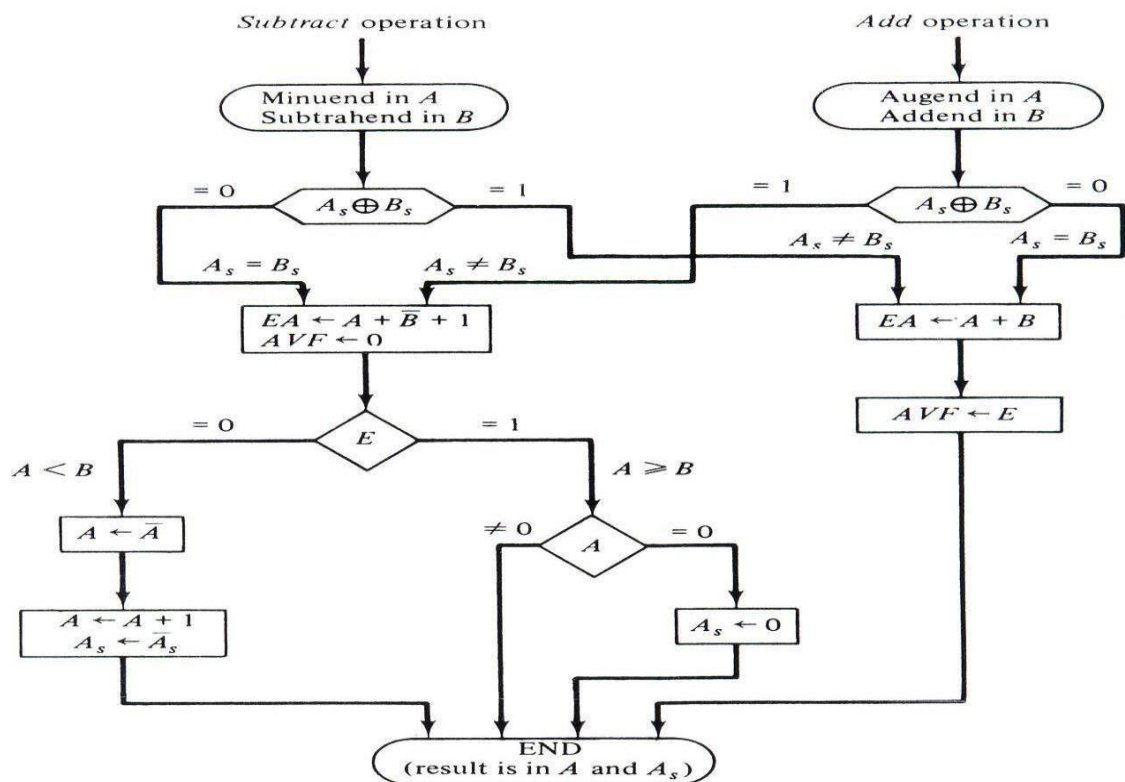 Subtract operation
Add operation
Minuend in A
Subtrahend in B
Augend in A
Addend in B
= 0
A_s ⊕ B_s
= 1
= 1
A_s ⊕ B_s
= 0
A_s = B_s
A_s ≠ B_s
A_s ≠ B_s
A_s = B_s
EA ← A + B̅ + 1
AVF ← 0
EA ← A + B
AVF ← E
= 0
E
= 1
A < B
A ⩾ B
A ← A̅
≠ 0
A
= 0
A ← A + 1
A_s ← A̅_s
A_s ← 0
END
(result is in A and A_s)